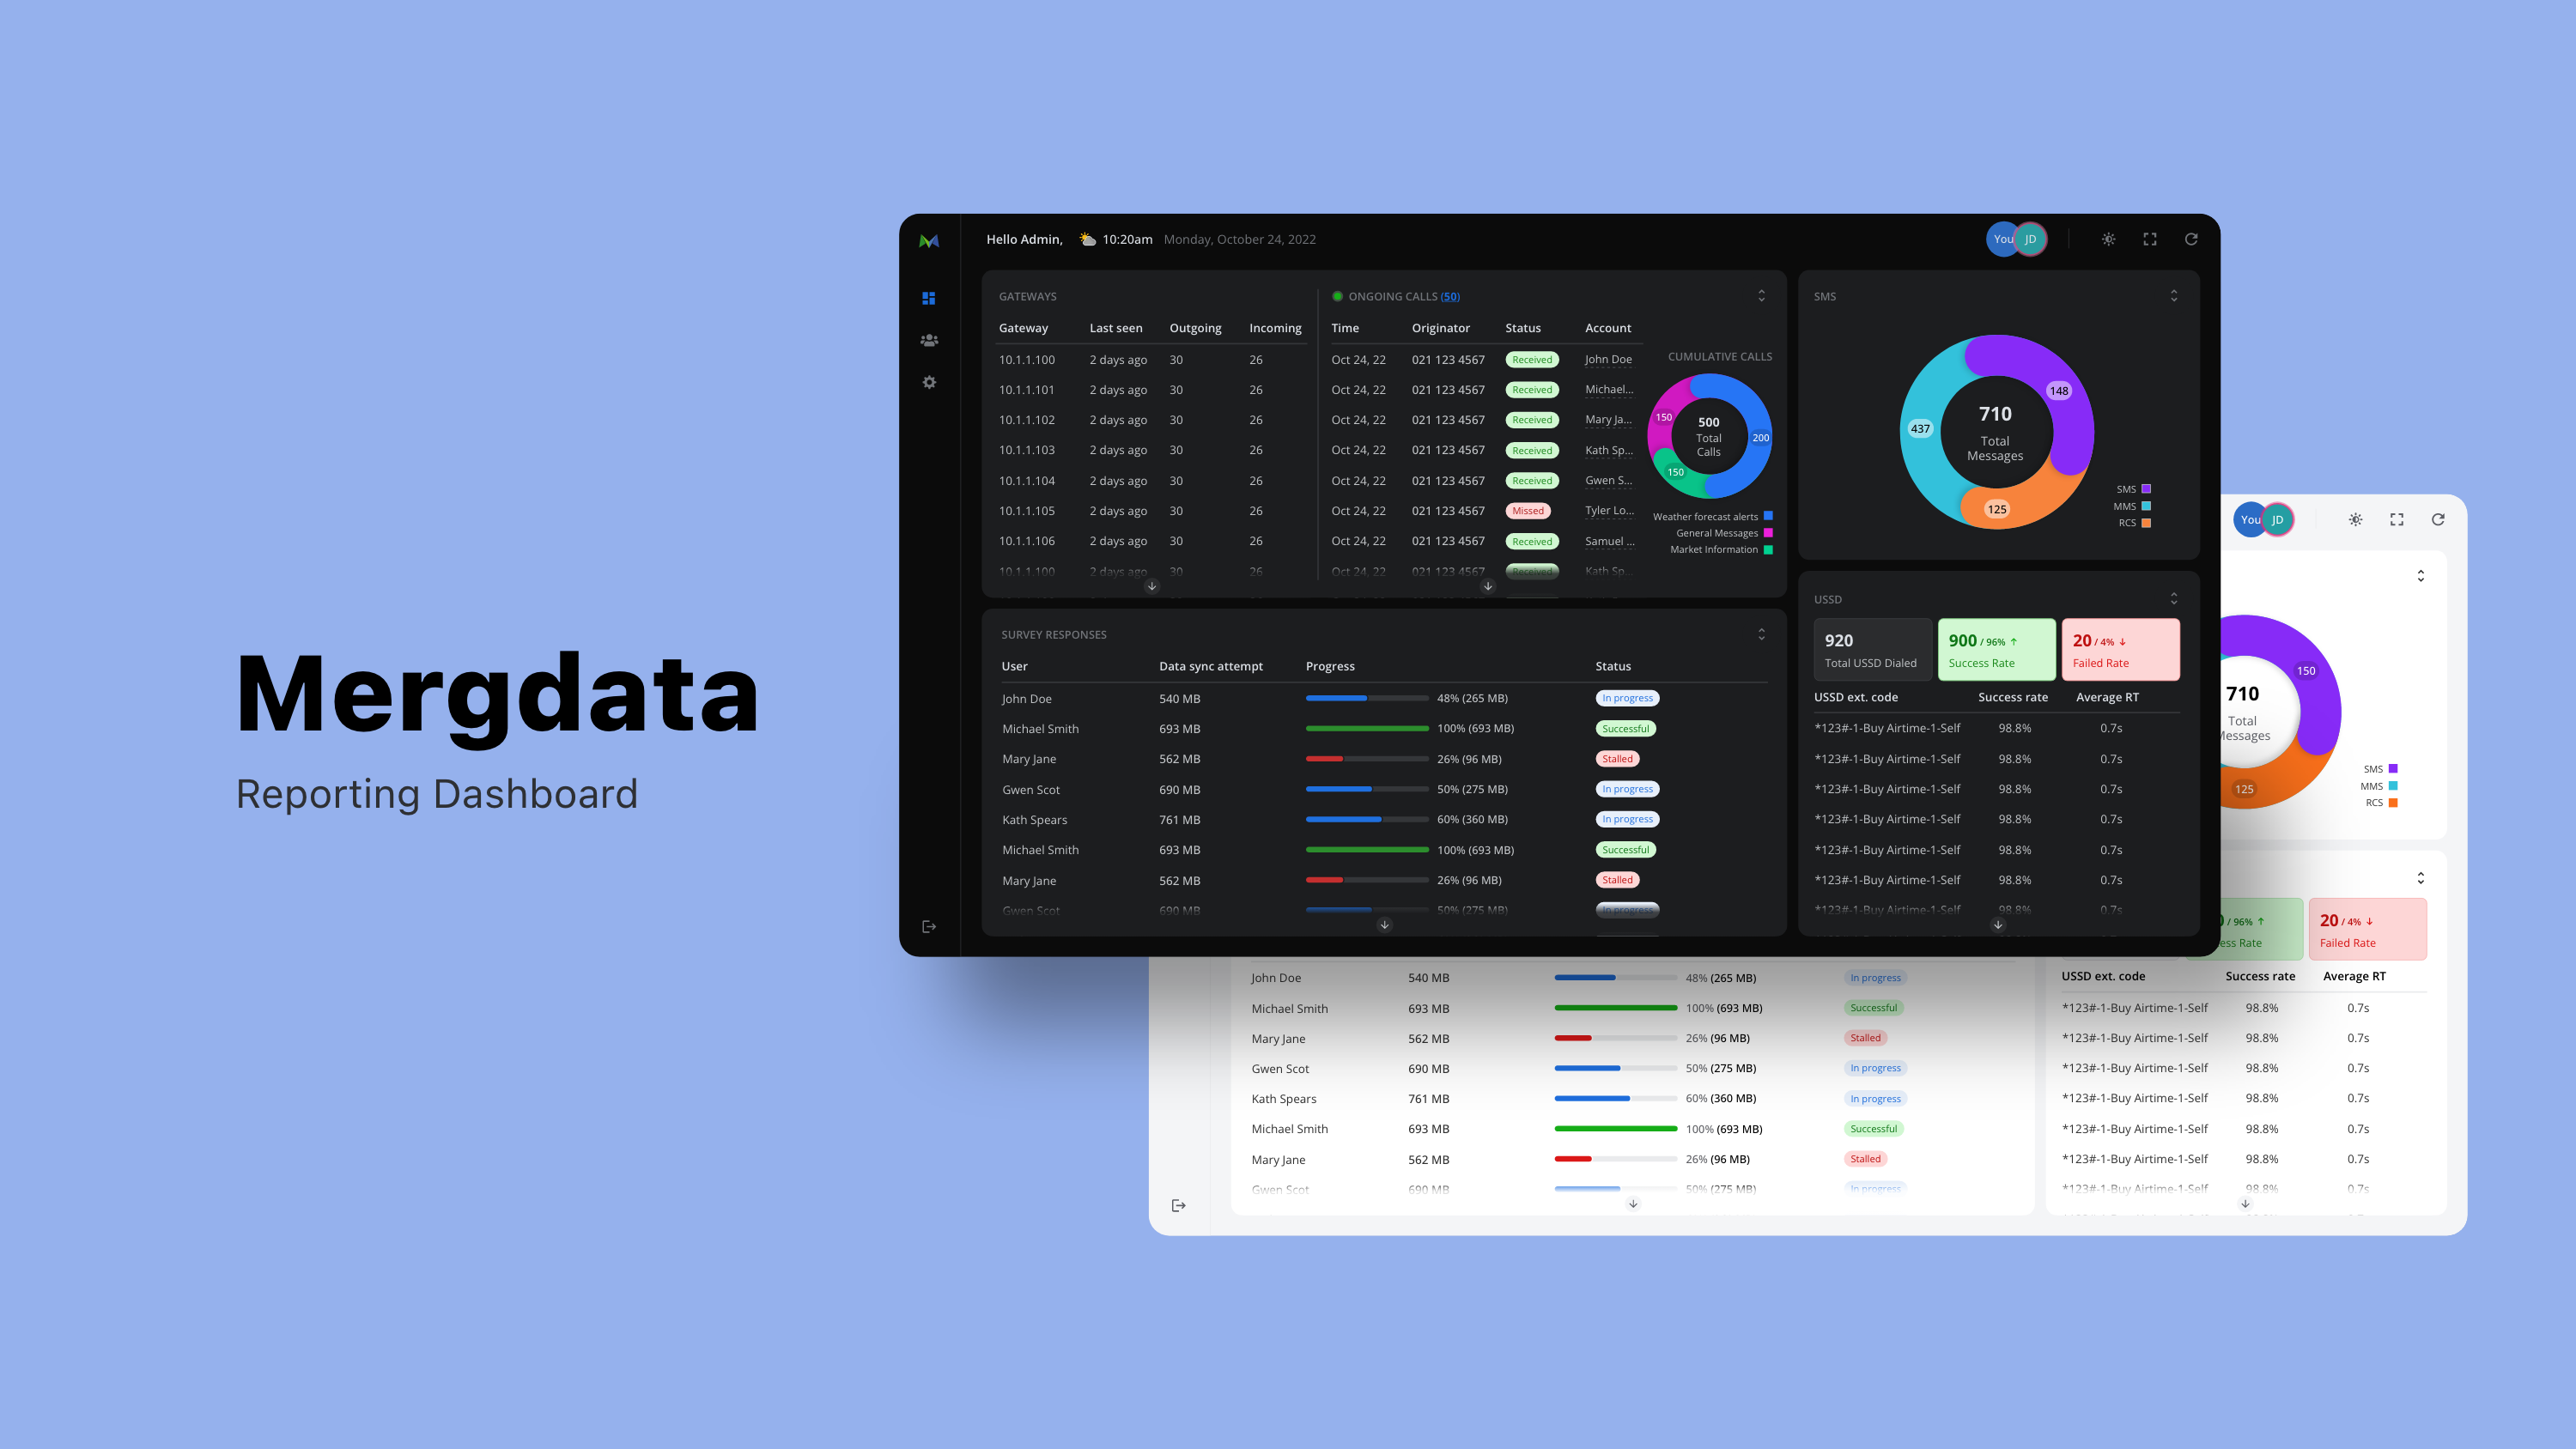 Mergdata
Reporting Dashboard
Hello Admin, 10:20am Monday, October 24, 2022 You JD
GATEWAYS
Gateway Last seen Outgoing Incoming
10.1.1.100 2 days ago 30 26
10.1.1.101 2 days ago 30 26
10.1.1.102 2 days ago 30 26
10.1.1.103 2 days ago 30 26
10.1.1.104 2 days ago 30 26
10.1.1.105 2 days ago 30 26
10.1.1.106 2 days ago 30 26
10.1.1.100 2 days ago 30 26
ONGOING CALLS (50)
Time Originator Status Account
Oct 24, 22 021 123 4567 Received John Doe
Oct 24, 22 021 123 4567 Received Michael...
Oct 24, 22 021 123 4567 Received Mary Ja...
Oct 24, 22 021 123 4567 Received Kath Sp...
Oct 24, 22 021 123 4567 Received Gwen S...
Oct 24, 22 021 123 4567 Missed Tyler Lo...
Oct 24, 22 021 123 4567 Received Samuel ...
Oct 24, 22 021 123 4567 Received Kath Sp...
CUMULATIVE CALLS
150
200
150
500
Total
Calls
Weather forecast alerts
General Messages
Market Information
SMS
148
437
125
710
Total
Messages
SMS
MMS
RCS
SURVEY RESPONSES
User Data sync attempt Progress Status
John Doe 540 MB 48% (265 MB) In progress
Michael Smith 693 MB 100% (693 MB) Successful
Mary Jane 562 MB 26% (96 MB) Stalled
Gwen Scot 690 MB 50% (275 MB) In progress
Kath Spears 761 MB 60% (360 MB) In progress
Michael Smith 693 MB 100% (693 MB) Successful
Mary Jane 562 MB 26% (96 MB) Stalled
Gwen Scot 690 MB 50% (275 MB) In progress
USSD
920 900 / 96% ↑ 20 / 4% ↓
Total USSD Dialed Success Rate Failed Rate
USSD ext. code Success rate Average RT
*123#-1-Buy Airtime-1-Self 98.8% 0.7s
*123#-1-Buy Airtime-1-Self 98.8% 0.7s
*123#-1-Buy Airtime-1-Self 98.8% 0.7s
*123#-1-Buy Airtime-1-Self 98.8% 0.7s
*123#-1-Buy Airtime-1-Self 98.8% 0.7s
*123#-1-Buy Airtime-1-Self 98.8% 0.7s
*123#-1-Buy Airtime-1-Self 98.8% 0.7s
You JD
150
125
710
Total
Messages
SMS
MMS
RCS
/ 96% ↑ 20 / 4% ↓
Rate Failed Rate
USSD ext. code Success rate Average RT
*123#-1-Buy Airtime-1-Self 98.8% 0.7s
*123#-1-Buy Airtime-1-Self 98.8% 0.7s
*123#-1-Buy Airtime-1-Self 98.8% 0.7s
*123#-1-Buy Airtime-1-Self 98.8% 0.7s
*123#-1-Buy Airtime-1-Self 98.8% 0.7s
*123#-1-Buy Airtime-1-Self 98.8% 0.7s
*123#-1-Buy Airtime-1-Self 98.8% 0.7s
John Doe 540 MB 48% (265 MB) In progress
Michael Smith 693 MB 100% (693 MB) Successful
Mary Jane 562 MB 26% (96 MB) Stalled
Gwen Scot 690 MB 50% (275 MB) In progress
Kath Spears 761 MB 60% (360 MB) In progress
Michael Smith 693 MB 100% (693 MB) Successful
Mary Jane 562 MB 26% (96 MB) Stalled
Gwen Scot 690 MB 50% (275 MB) In progress